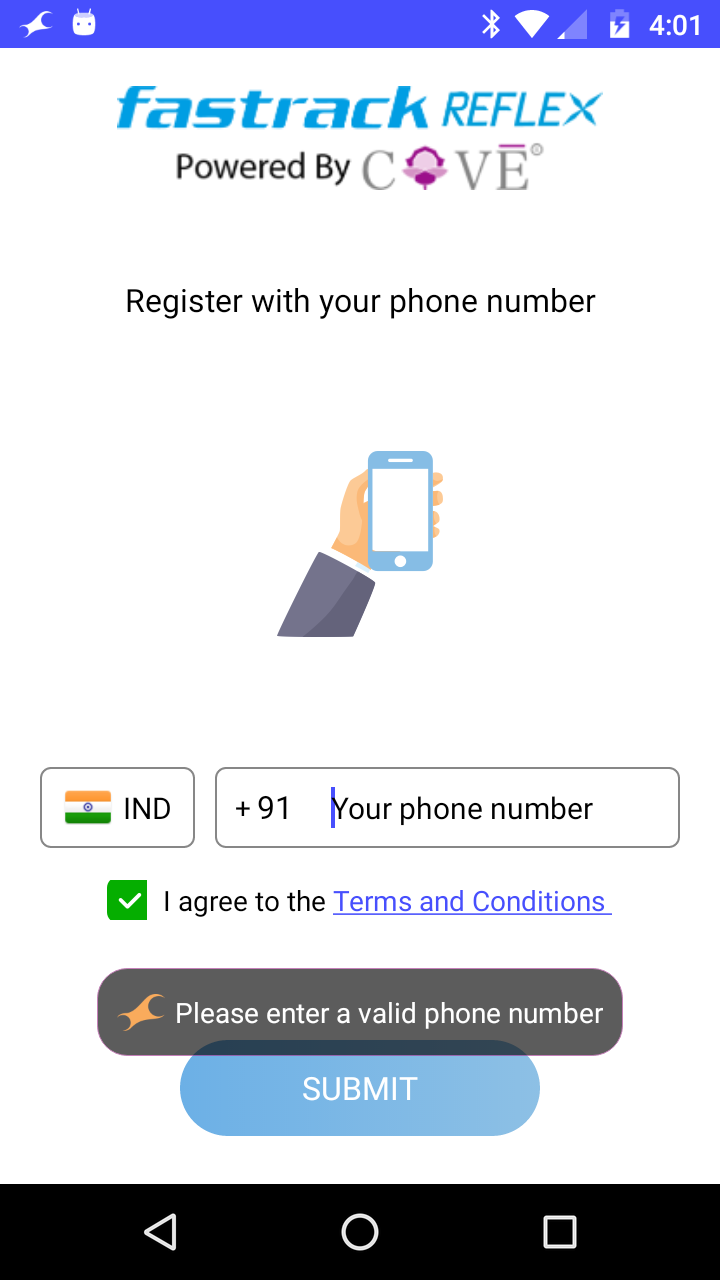 4:01
fastrack REFLEX
Powered By COVĒ®
Register with your phone number
IND
+ 91 Your phone number
I agree to the Terms and Conditions
Please enter a valid phone number
SUBMIT